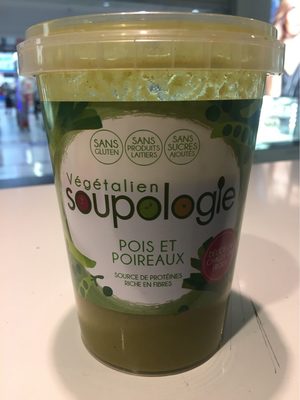 SANS
GLUTEN
SANS
PRODUITS
LAITIERS
SANS
SUCRES
AJOUTÉS
Végétalien
soupologie
POIS ET
POIREAUX
SOURCE DE PROTÉINES
RICHE EN FIBRES